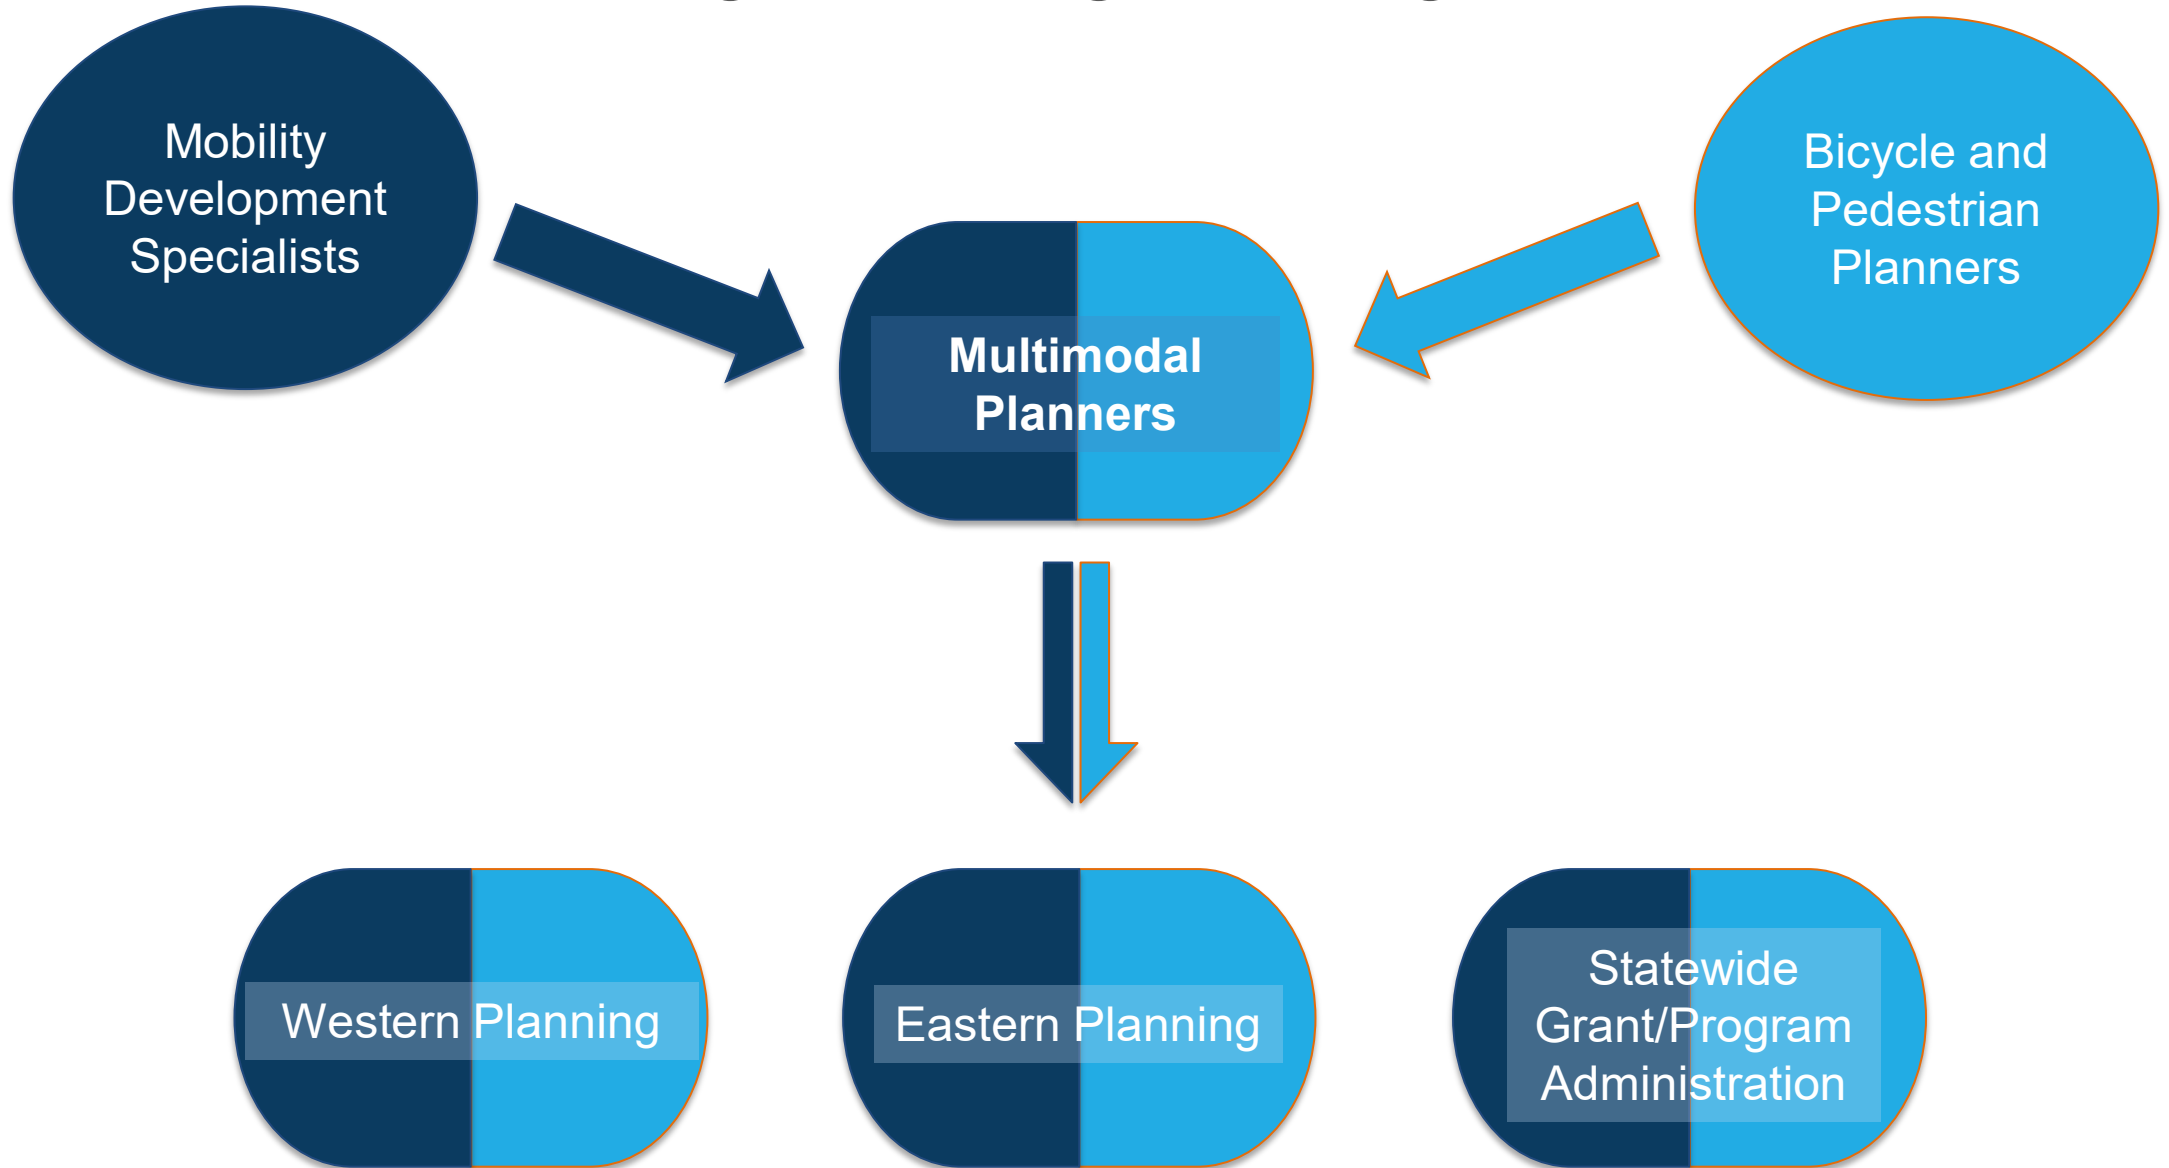 Mobility
Development
Specialists
Bicycle and
Pedestrian
Planners
Multimodal
Planners
Western Planning
Eastern Planning
Statewide
Grant/Program
Administration